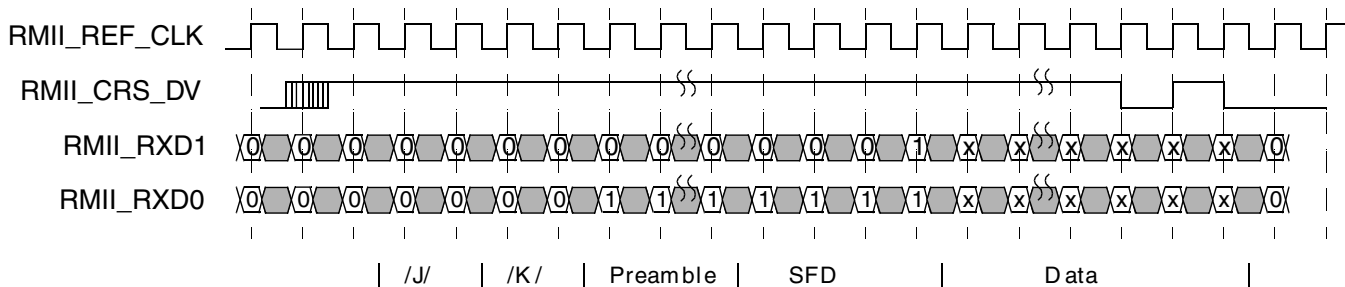 RMII_REF_CLK
RMII_CRS_DV
RMII_RXD1 0 0 0 0 0 0 0 0 0 0 0 0 0 1 x x x x x x 0
RMII_RXD0 0 0 0 0 0 0 0 1 1 1 1 1 1 1 x x x x x x 0
/J/ /K/ Preamble SFD Data